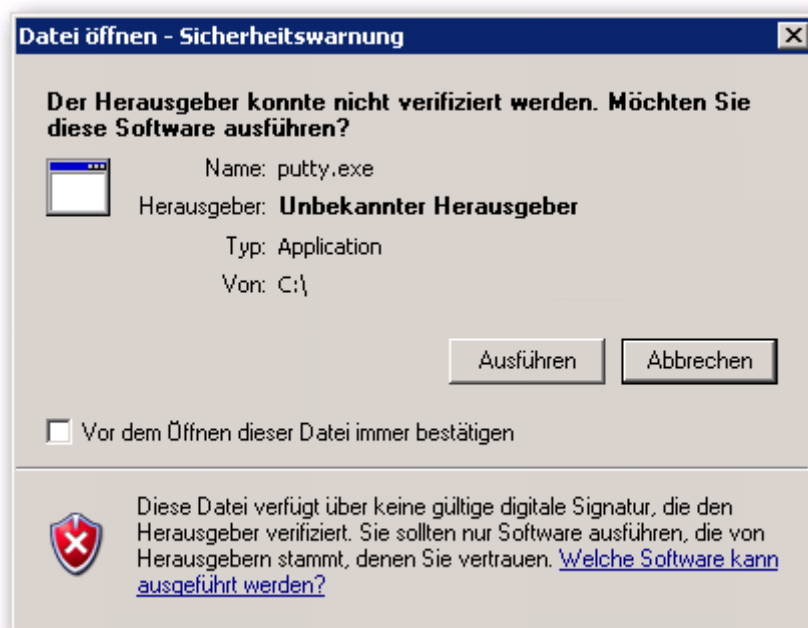 Datei öffnen - Sicherheitswarnung
Der Herausgeber konnte nicht verifiziert werden. Möchten Sie
diese Software ausführen?
Name: putty.exe
Herausgeber: Unbekannter Herausgeber
Typ: Application
Von: C:\
Ausführen Abbrechen
Vor dem Öffnen dieser Datei immer bestätigen
Diese Datei verfügt über keine gültige digitale Signatur, die den
Herausgeber verifiziert. Sie sollten nur Software ausführen, die von
Herausgebern stammt, denen Sie vertrauen. Welche Software kann
ausgeführt werden?